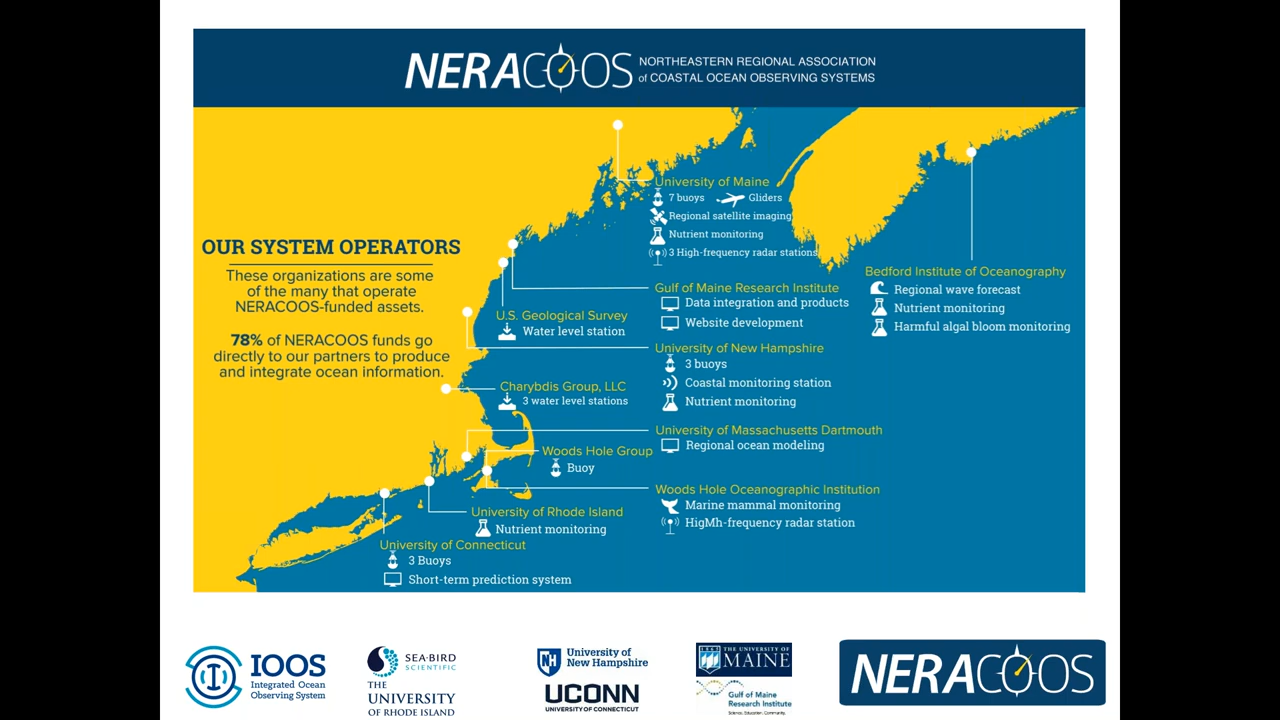 NERACOOS
NORTHEASTERN REGIONAL ASSOCIATION
of COASTAL OCEAN OBSERVING SYSTEMS
OUR SYSTEM OPERATORS
These organizations are some
of the many that operate
NERACOOS-funded assets.
78% of NERACOOS funds go
directly to our partners to produce
and integrate ocean information.
University of Maine
7 buoys
Gliders
Regional satellite imaging
Nutrient monitoring
3 High-frequency radar stations
Bedford Institute of Oceanography
Regional wave forecast
Nutrient monitoring
Harmful algal bloom monitoring
Gulf of Maine Research Institute
Data integration and products
Website development
U.S. Geological Survey
Water level station
University of New Hampshire
3 buoys
Coastal monitoring station
Nutrient monitoring
Charybdis Group, LLC
3 water level stations
University of Massachusetts Dartmouth
Regional ocean modeling
Woods Hole Group
Buoy
Woods Hole Oceanographic Institution
Marine mammal monitoring
HigMh-frequency radar station
University of Rhode Island
Nutrient monitoring
University of Connecticut
3 Buoys
Short-term prediction system
IOOS
Integrated Ocean
Observing System
SEA·BIRD
SCIENTIFIC
THE
UNIVERSITY
OF RHODE ISLAND
NH
University of
New Hampshire
UCONN
UNIVERSITY OF CONNECTICUT
1865
THE UNIVERSITY OF
MAINE
Gulf of Maine
Research Institute
Science. Education. Community.
NERACOOS